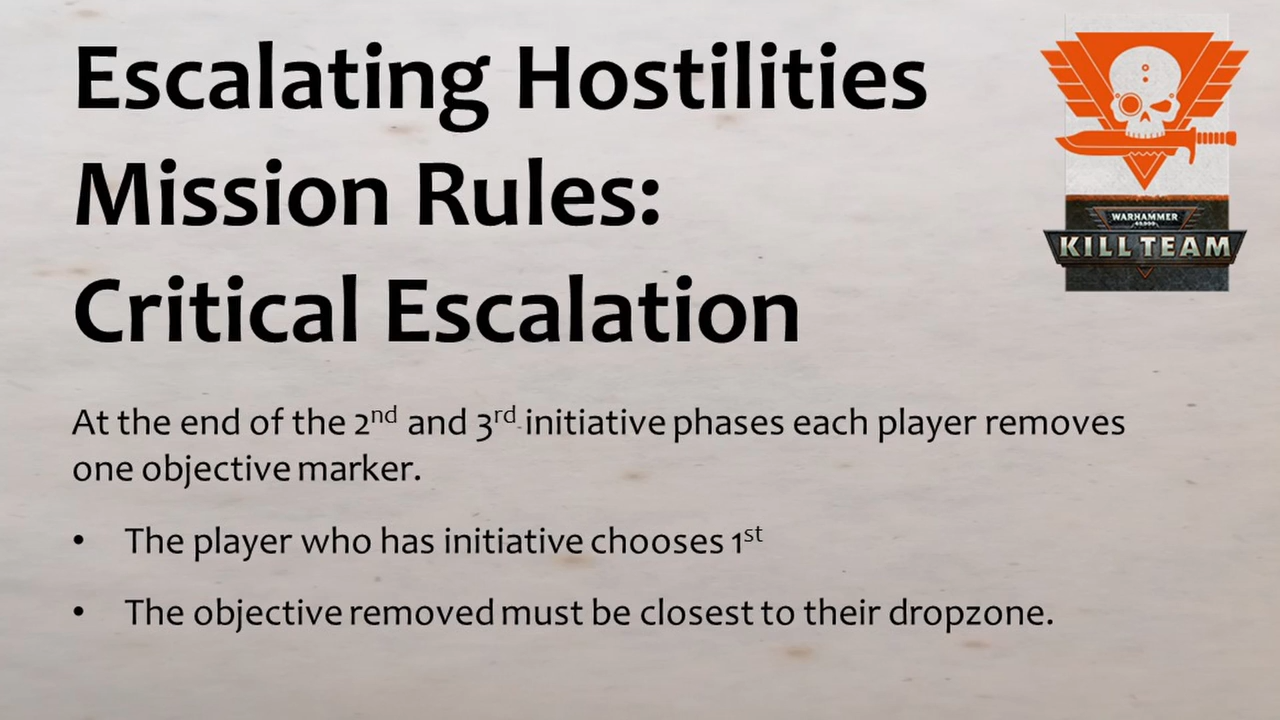 Escalating Hostilities
Mission Rules:
Critical Escalation
WARHAMMER
40,000
KILL TEAM
At the end of the 2nd and 3rd initiative phases each player removes
one objective marker.
• The player who has initiative chooses 1st
• The objective removed must be closest to their dropzone.